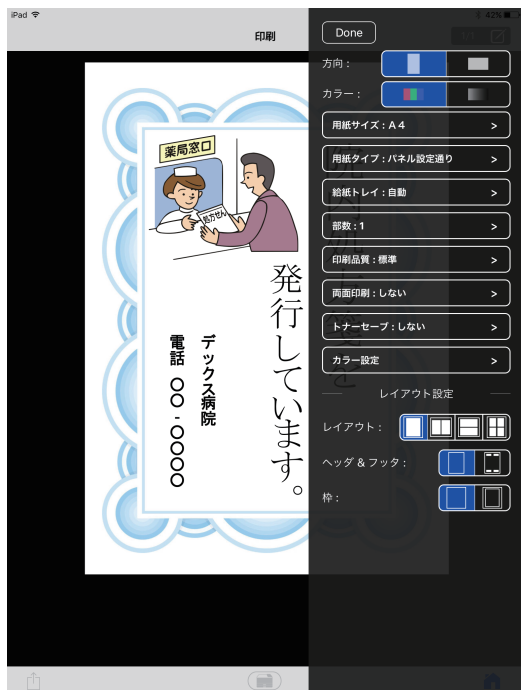 iPad
42%
印刷
1/1
Done
方向：
カラー：
用紙サイズ：A4 >
用紙タイプ：パネル設定通り >
給紙トレイ：自動 >
部数：1 >
印刷品質：標準 >
両面印刷：しない >
トナーセーブ：しない >
カラー設定 >
レイアウト設定
レイアウト：
ヘッダ & フッタ：
枠：
薬局窓口
処方せん
発行しています。
デックス病院
電話 〇〇-〇〇〇〇